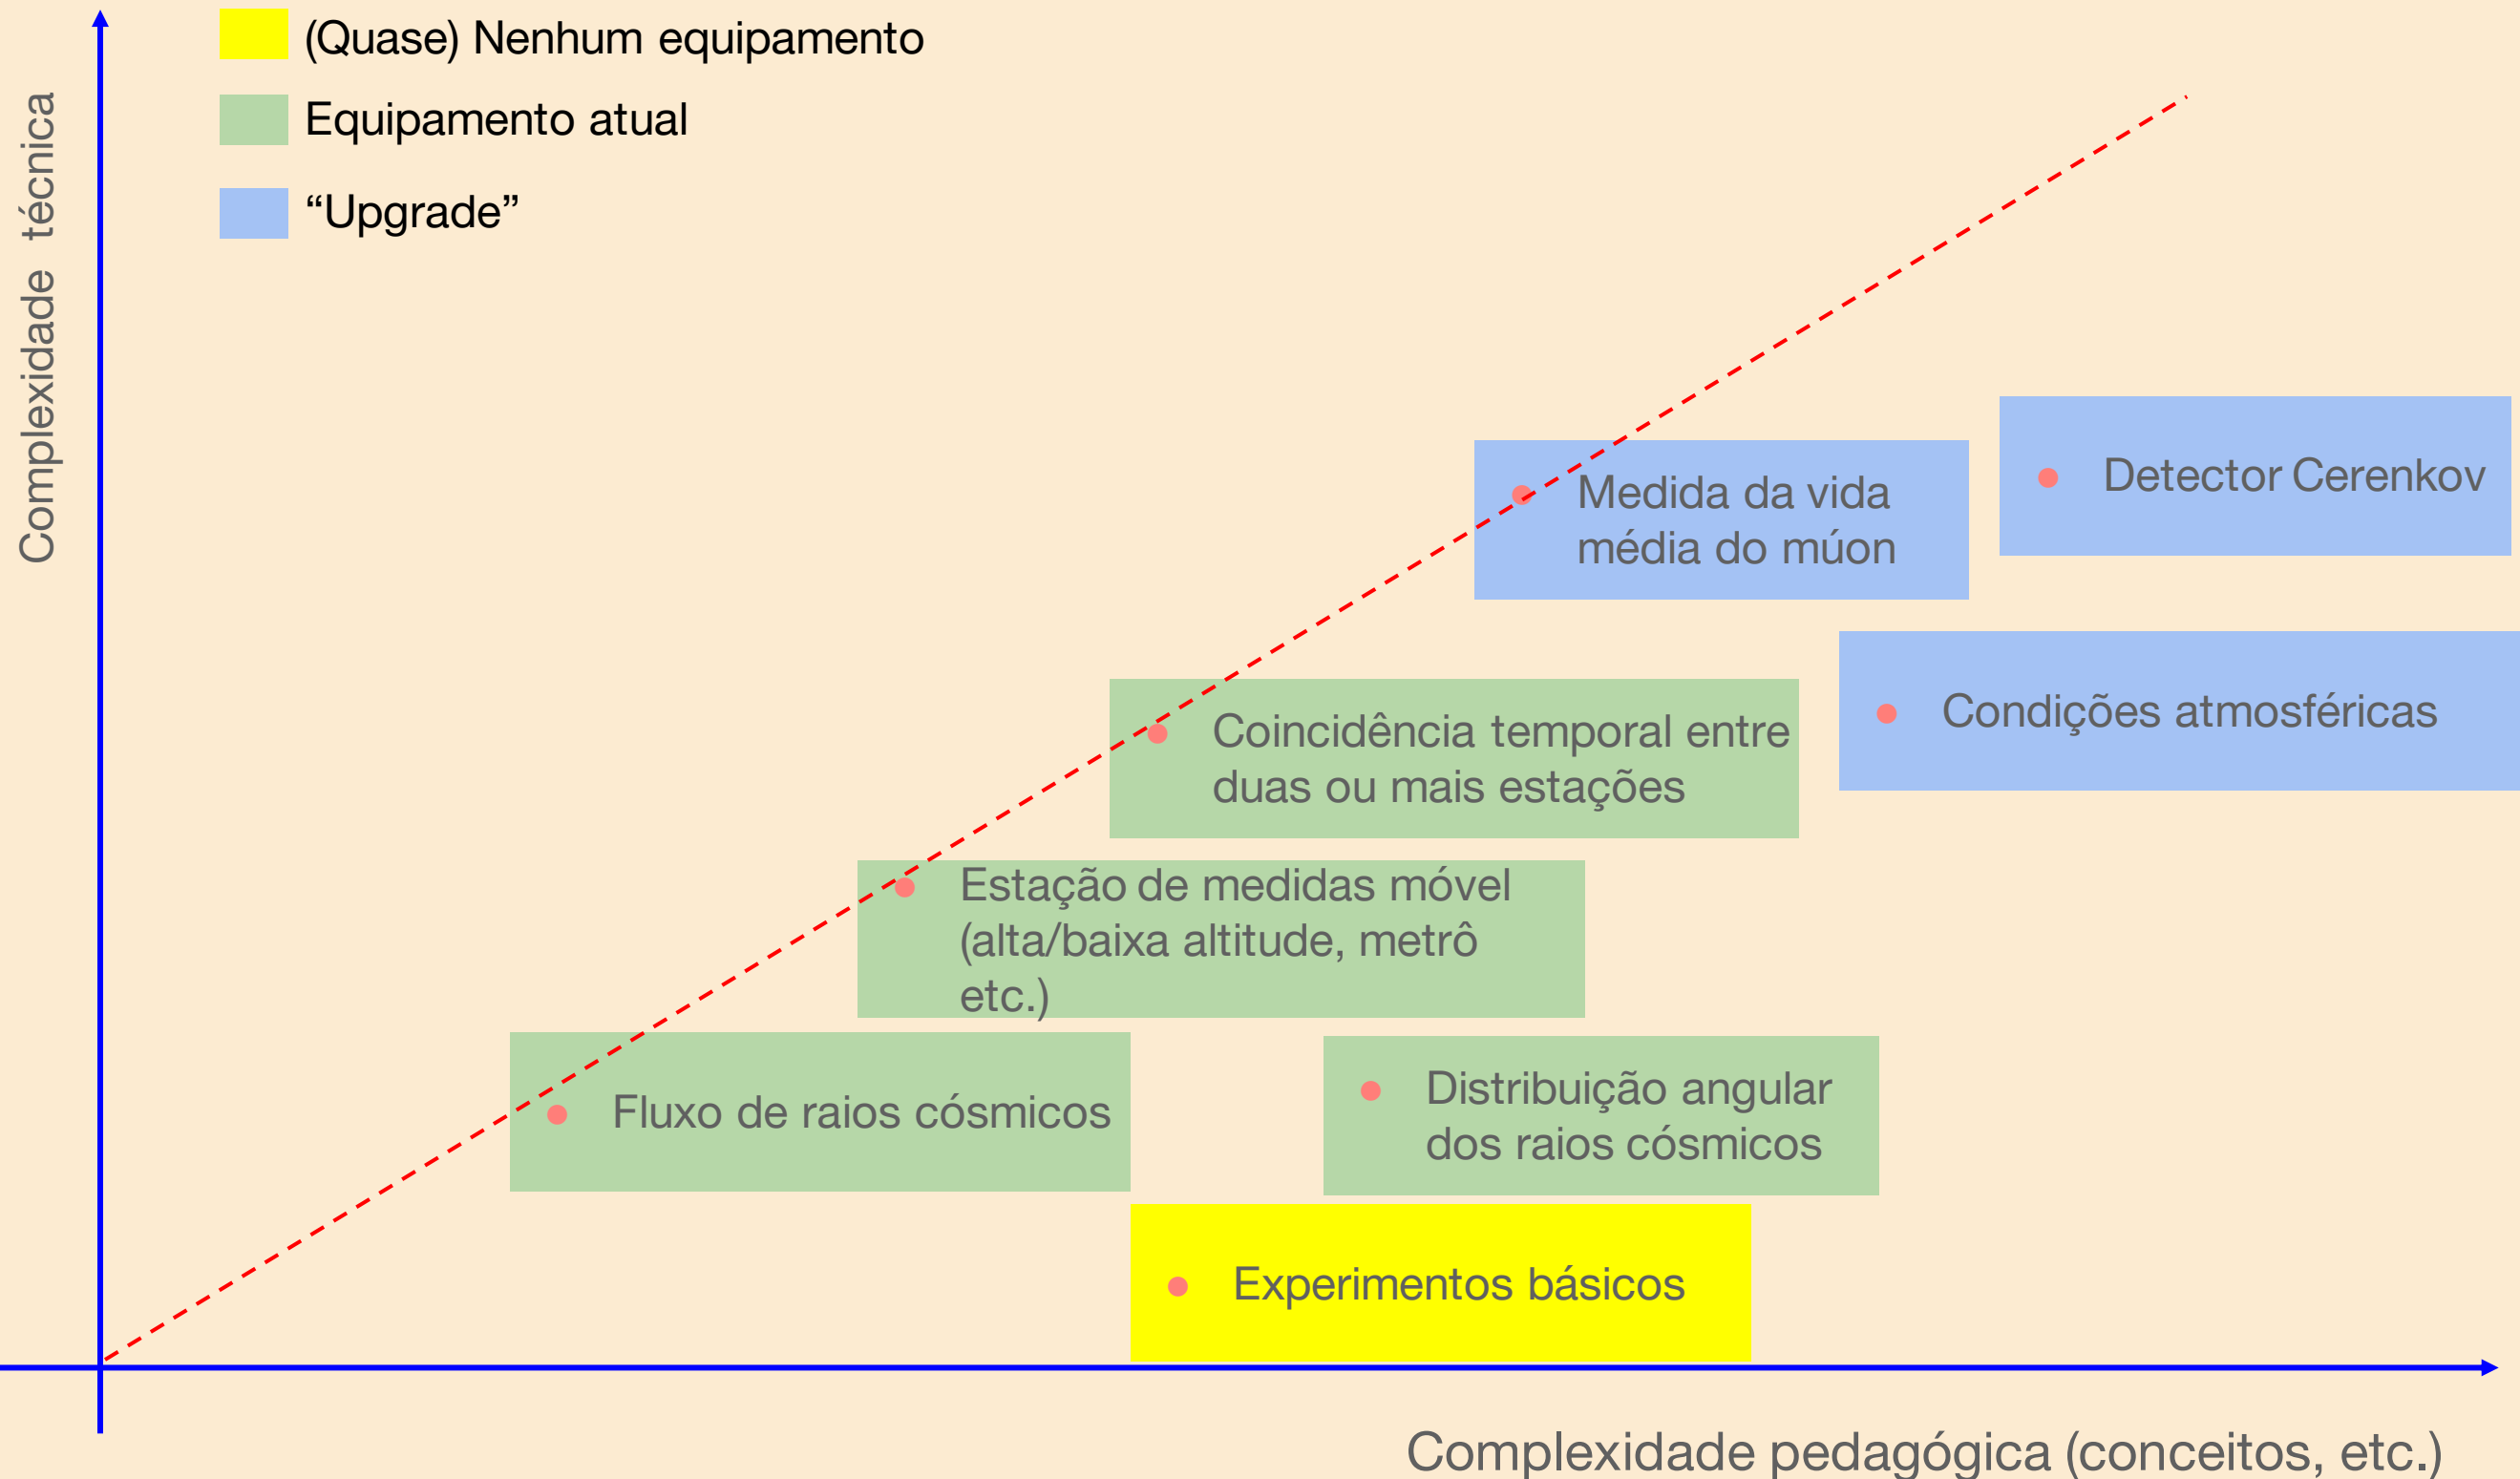 (Quase) Nenhum equipamento
Equipamento atual
“Upgrade”
Complexidade técnica
Detector Cerenkov
Medida da vida
média do múon
Condições atmosféricas
Coincidência temporal entre
duas ou mais estações
Estação de medidas móvel
(alta/baixa altitude, metrô
etc.)
Fluxo de raios cósmicos
Distribuição angular
dos raios cósmicos
Experimentos básicos
Complexidade pedagógica (conceitos, etc.)